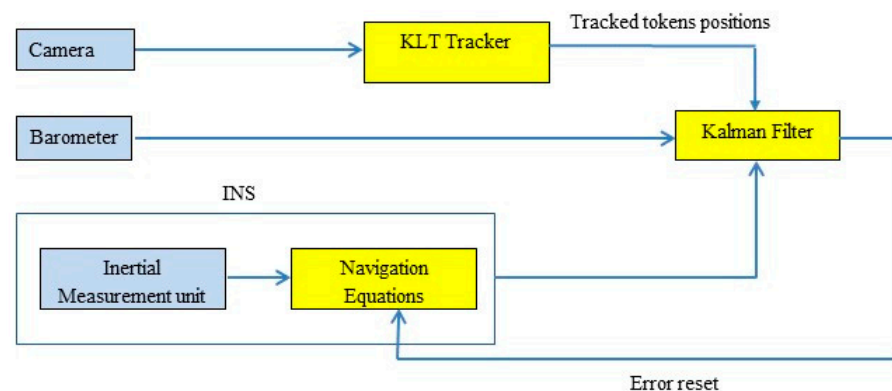 Tracked tokens positions
KLT Tracker
Camera
Barometer
Kalman Filter
INS
Inertial
Measurement unit
Navigation
Equations
Error reset